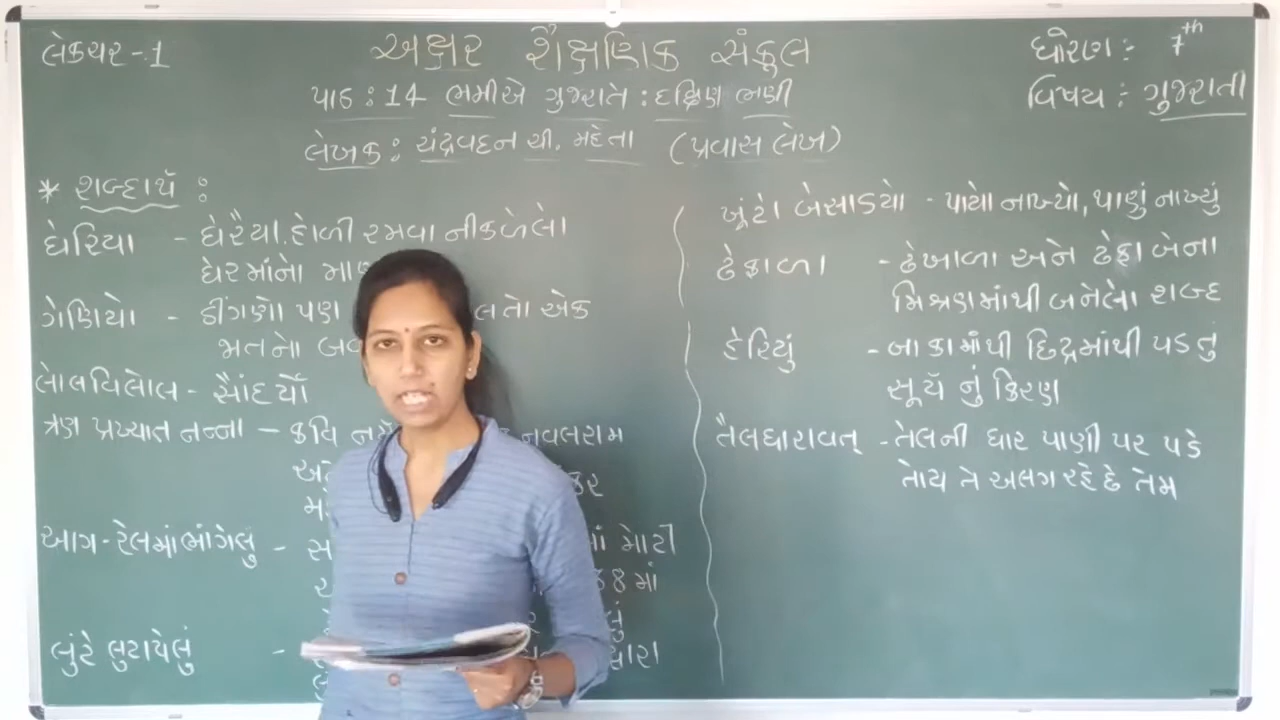 લેકચર - 1
અક્ષર શૈક્ષણિક સંકુલ
ધોરણ : 7th
પાઠ : 14 ભમીએ ગુજરાતે : દક્ષિણ ભણી
વિષય : ગુજરાતી
લેખક : ચંદ્રવદન ચી. મહેતા (પ્રવાસ લેખ)
* શબ્દાર્થ :
ઘેરિયા - ઘેરૈયા. હોળી રમવા નીકળેલો
ઘેરમાંનો
ગેણિયો - ડીંગણો પણ એક
ભતનો
લોલવિલોલ - સૌંદર્યો
ત્રણ પ્રખ્યાત નન્ના - કવિ નવલરામ
આગ - રેલમાં ભાંગેલુ - મોટી
માં
લુંટે લુટાયેલું -
ખૂંટો બેસાડયો - પાયો નાખ્યો, થાણું નાખ્યું
ઢેફાળા - ઢેખાળા અને ઢેફા બેના
મિશ્રણમાંથી બનેલો શબ્દ
હેરિયું - બાકામાંથી છિદ્રમાંથી પડતું
સૂર્ય નું કિરણ
તૈલધારાવત્ - તેલની ધાર પાણી પર પડે
તોય તે અલગ રહે છે તેમ